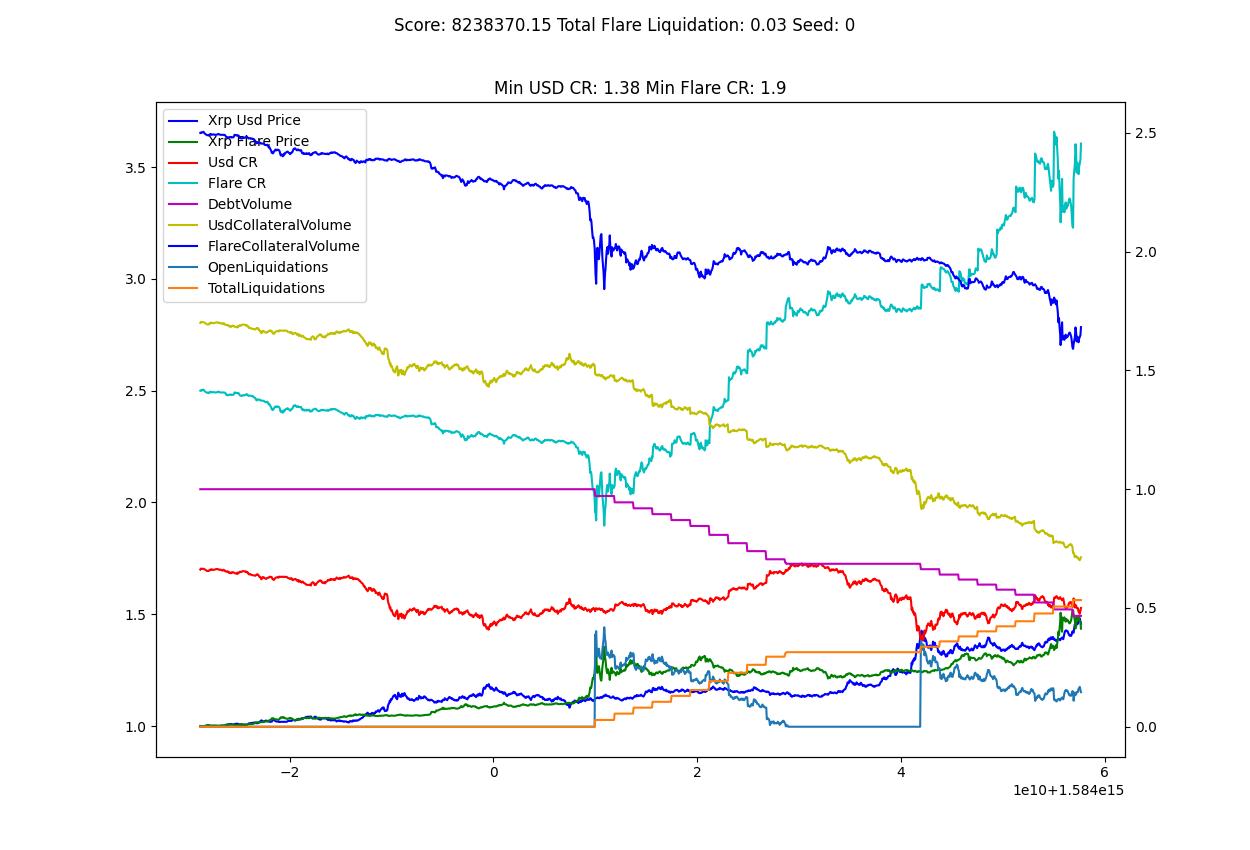 Score: 8238370.15 Total Flare Liquidation: 0.03 Seed: 0
Min USD CR: 1.38 Min Flare CR: 1.9
Xrp Usd Price
Xrp Flare Price
Usd CR
Flare CR
DebtVolume
UsdCollateralVolume
FlareCollateralVolume
OpenLiquidations
TotalLiquidations
3.5
3.0
2.5
2.0
1.5
1.0
2.5
2.0
1.5
1.0
0.5
0.0
−2
0
2
4
6
1e10+1.584e15